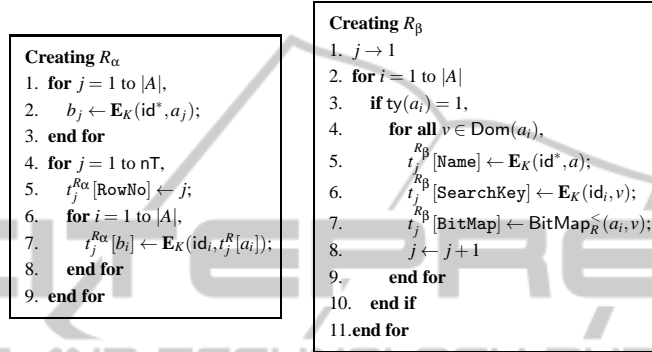 Creating R_α
1. for j = 1 to |A|,
2. b_j ← E_K(id*, a_j);
3. end for
4. for j = 1 to nT,
5. t_j^{R_α}[RowNo] ← j;
6. for i = 1 to |A|,
7. t_j^{R_α}[b_i] ← E_K(id_i, t_j^R[a_i]);
8. end for
9. end for
Creating R_β
1. j → 1
2. for i = 1 to |A|
3. if ty(a_i) = 1,
4. for all v ∈ Dom(a_i),
5. t_j^{R_β}[Name] ← E_K(id*, a);
6. t_j^{R_β}[SearchKey] ← E_K(id_i, v);
7. t_j^{R_β}[BitMap] ← BitMap_R^<(a_i, v);
8. j ← j + 1
9. end for
10. end if
11.end for